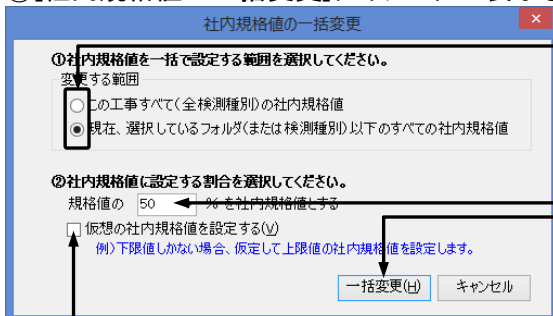 社内規格値の一括変更
①社内規格値を一括で設定する範囲を選択してください。
変更する範囲
この工事すべて(全検測種別)の社内規格値
現在、選択しているフォルダ(または検測種別)以下のすべての社内規格値
②社内規格値に設定する割合を選択してください。
規格値の 50 % を社内規格値とする
仮想の社内規格値を設定する(V)
例)下限値しかない場合、仮定して上限値の社内規格値を設定します。
一括変更(H) キャンセル